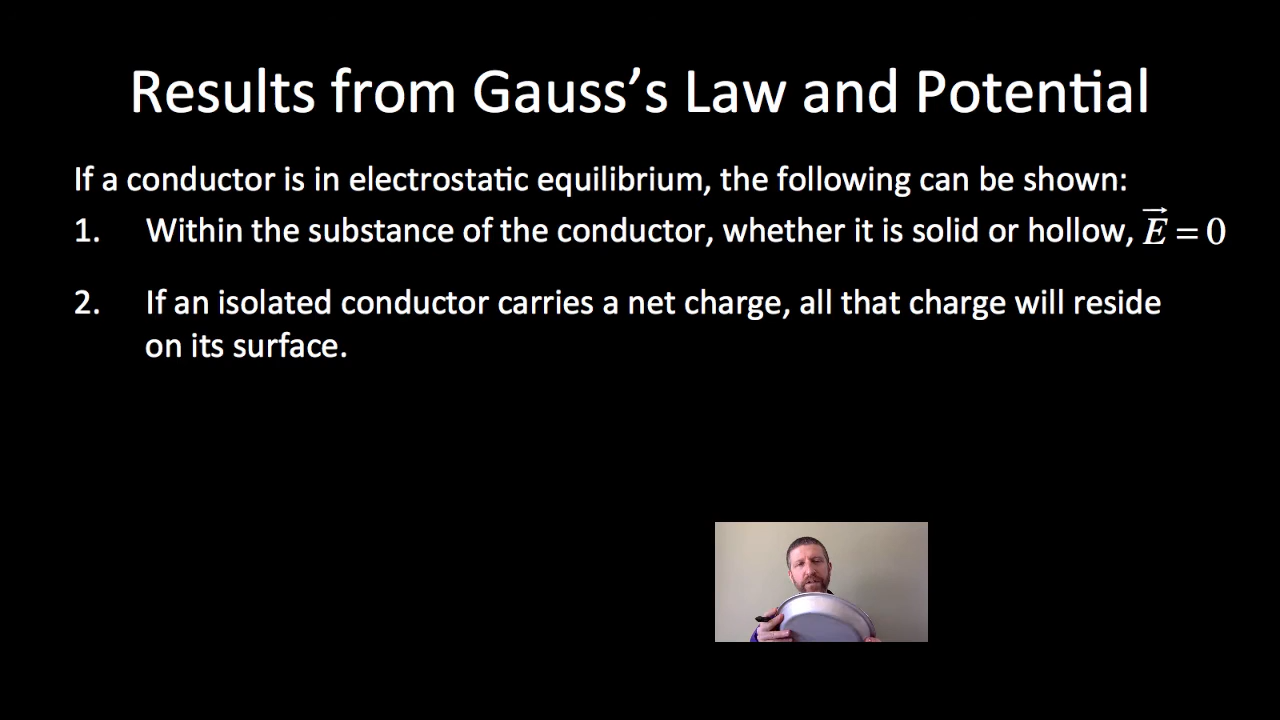 Results from Gauss’s Law and Potential
If a conductor is in electrostatic equilibrium, the following can be shown:
1. Within the substance of the conductor, whether it is solid or hollow, $\vec{E} = 0$
2. If an isolated conductor carries a net charge, all that charge will reside
on its surface.